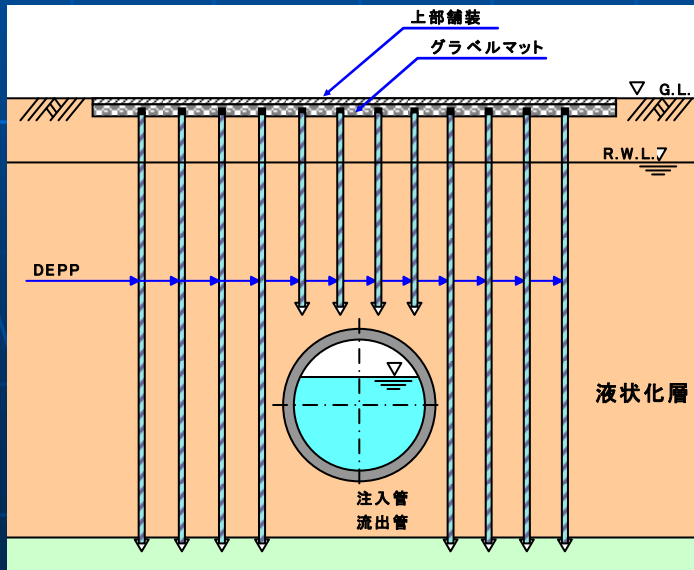 上部舗装
グラベルマット
G.L.
R.W.L.
DEPP
液状化層
注入管
流出管